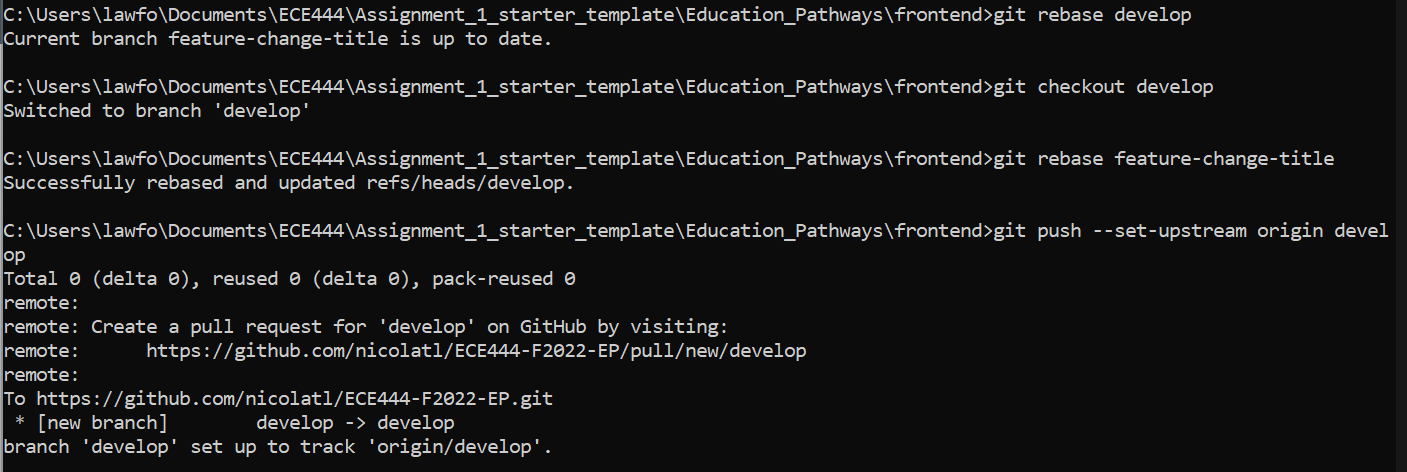 C:\Users\lawfo\Documents\ECE444\Assignment_1_starter_template\Education_Pathways\frontend>git rebase develop
Current branch feature-change-title is up to date.
C:\Users\lawfo\Documents\ECE444\Assignment_1_starter_template\Education_Pathways\frontend>git checkout develop
Switched to branch 'develop'
C:\Users\lawfo\Documents\ECE444\Assignment_1_starter_template\Education_Pathways\frontend>git rebase feature-change-title
Successfully rebased and updated refs/heads/develop.
C:\Users\lawfo\Documents\ECE444\Assignment_1_starter_template\Education_Pathways\frontend>git push --set-upstream origin devel
op
Total 0 (delta 0), reused 0 (delta 0), pack-reused 0
remote:
remote: Create a pull request for 'develop' on GitHub by visiting:
remote:      https://github.com/nicolatl/ECE444-F2022-EP/pull/new/develop
remote:
To https://github.com/nicolatl/ECE444-F2022-EP.git
 * [new branch]        develop -> develop
branch 'develop' set up to track 'origin/develop'.